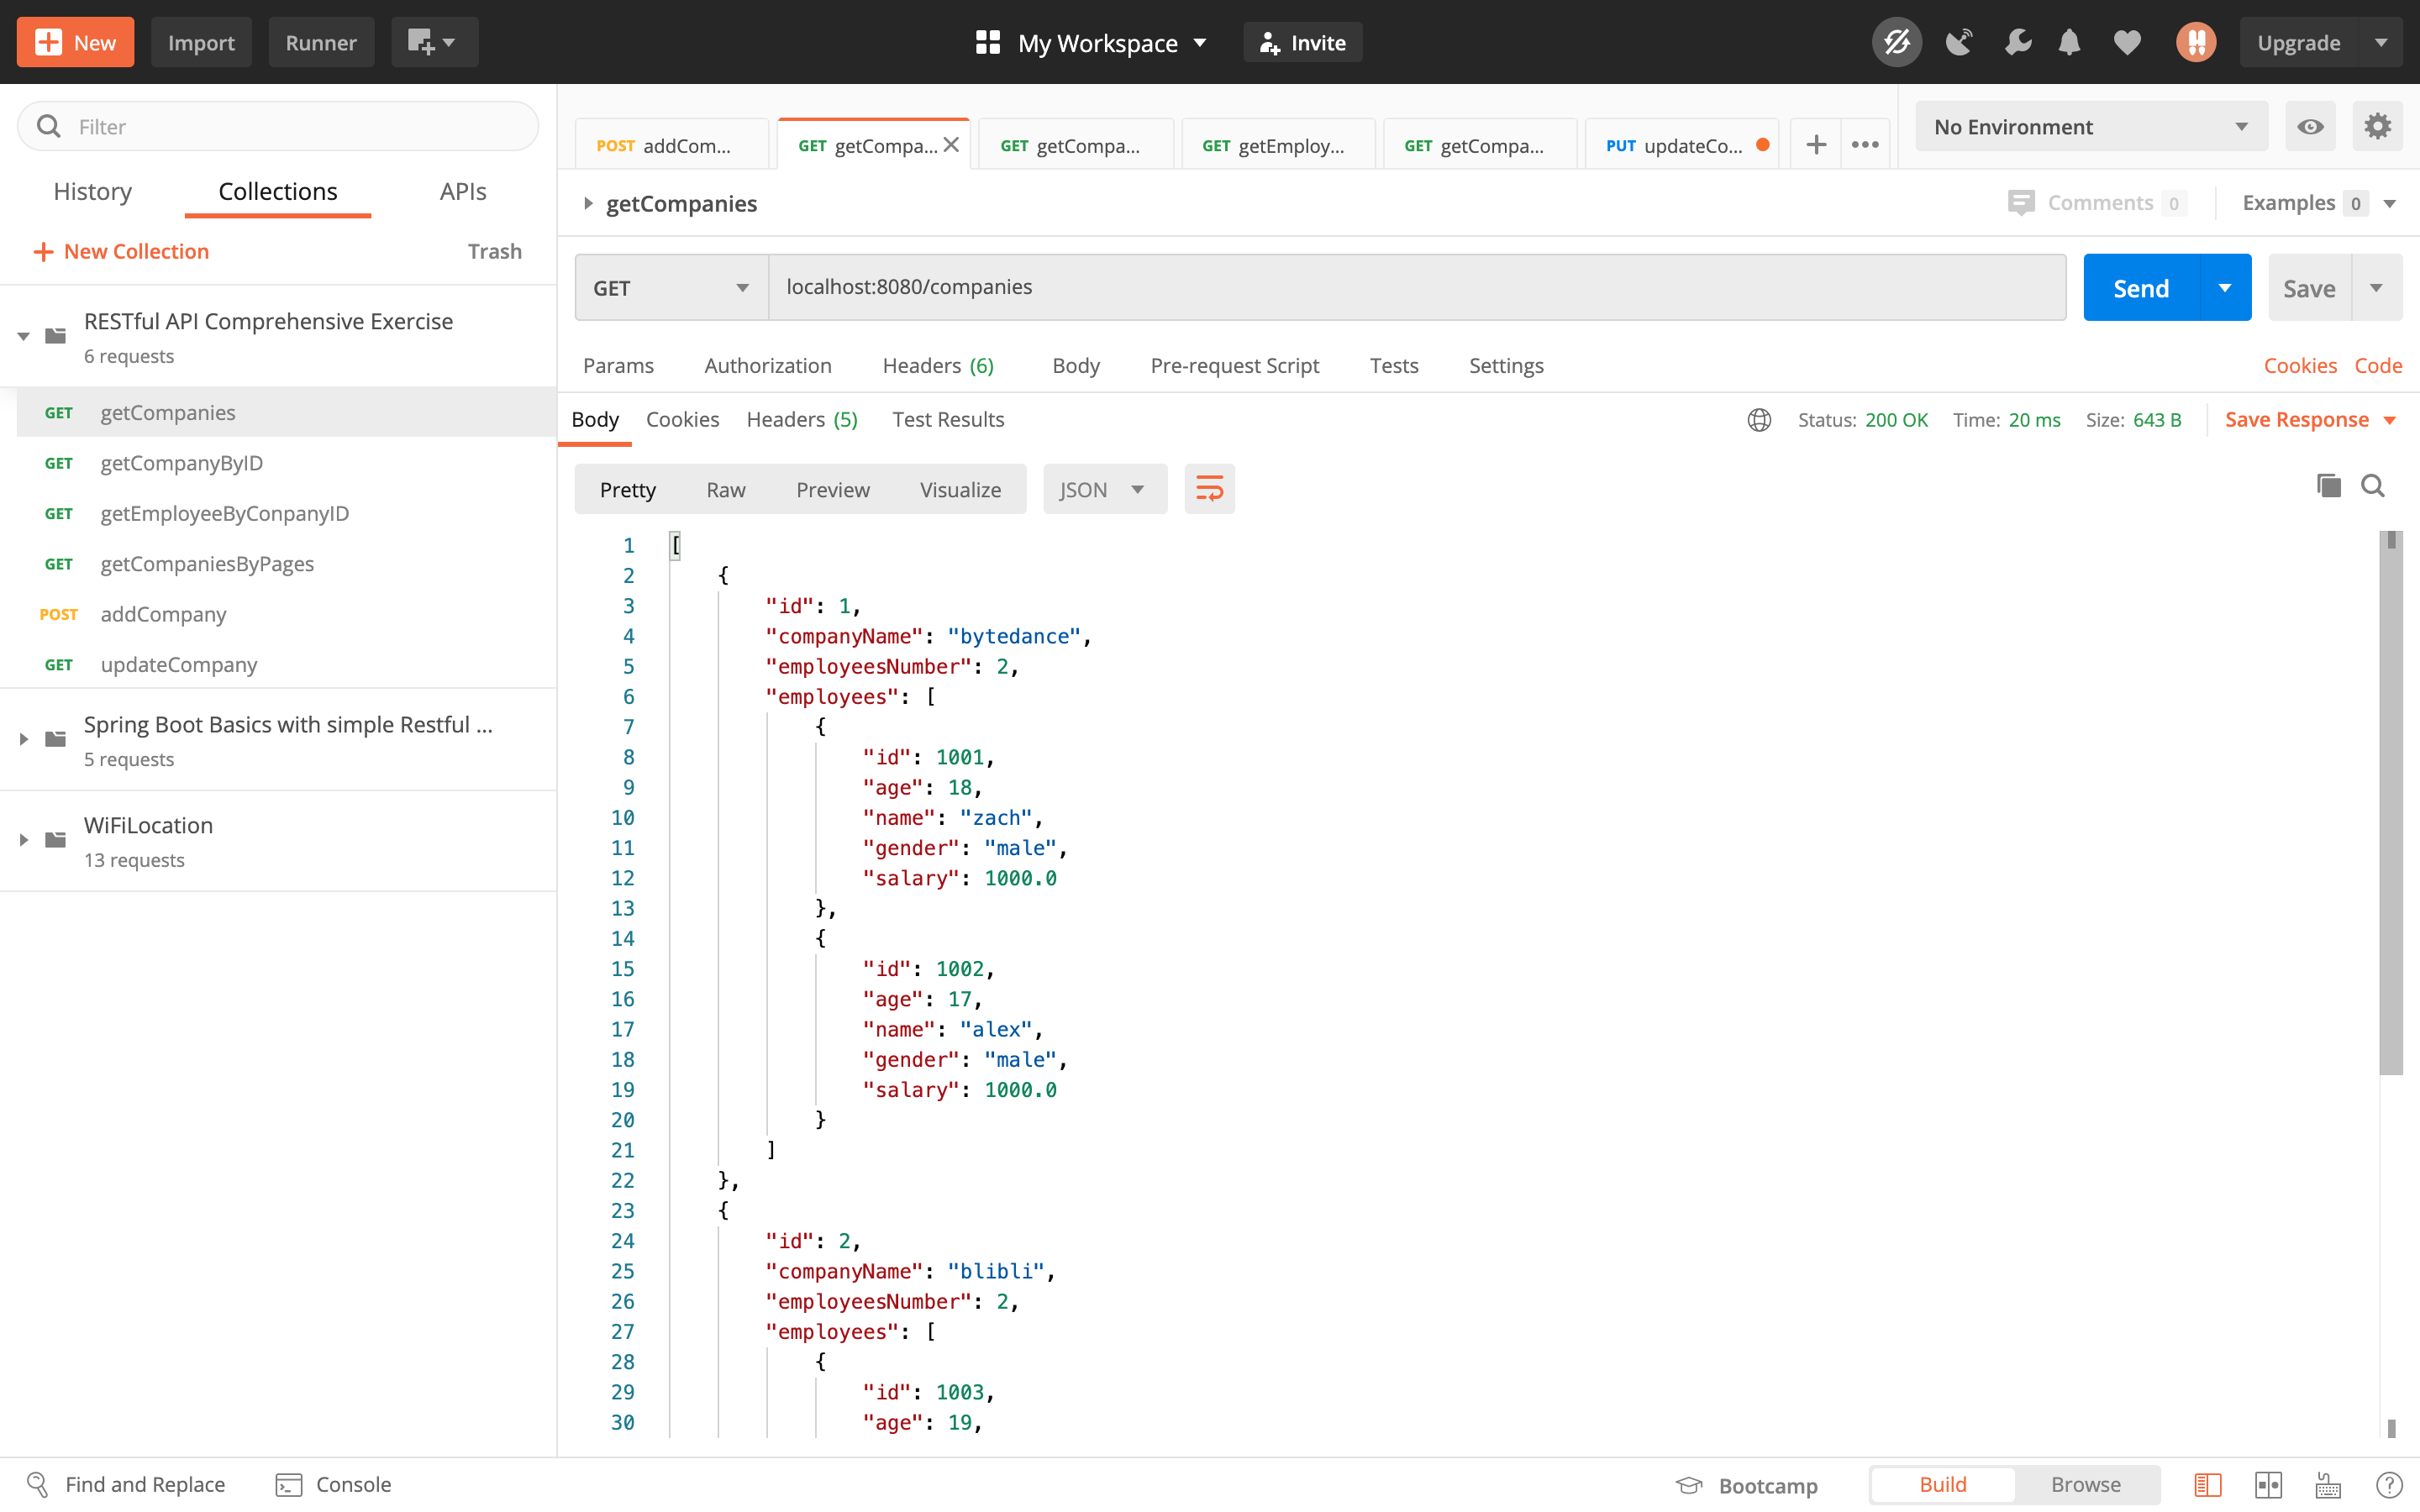 New
Import
Runner
My Workspace
Invite
Upgrade
Filter
History
Collections
APIs
New Collection
Trash
RESTful API Comprehensive Exercise
6 requests
GET getCompanies
GET getCompanyByID
GET getEmployeeByConpanyID
GET getCompaniesByPages
POST addCompany
GET updateCompany
Spring Boot Basics with simple Restful ...
5 requests
WiFiLocation
13 requests
POST addCom...
GET getCompa...
GET getCompa...
GET getEmploy...
GET getCompa...
PUT updateCo...
No Environment
getCompanies
Comments 0
Examples 0
GET
localhost:8080/companies
Send
Save
Params
Authorization
Headers (6)
Body
Pre-request Script
Tests
Settings
Cookies
Code
Body
Cookies
Headers (5)
Test Results
Status: 200 OK
Time: 20 ms
Size: 643 B
Save Response
Pretty
Raw
Preview
Visualize
JSON
1 [
2 {
3 "id": 1,
4 "companyName": "bytedance",
5 "employeesNumber": 2,
6 "employees": [
7 {
8 "id": 1001,
9 "age": 18,
10 "name": "zach",
11 "gender": "male",
12 "salary": 1000.0
13 },
14 {
15 "id": 1002,
16 "age": 17,
17 "name": "alex",
18 "gender": "male",
19 "salary": 1000.0
20 }
21 ]
22 },
23 {
24 "id": 2,
25 "companyName": "blibli",
26 "employeesNumber": 2,
27 "employees": [
28 {
29 "id": 1003,
30 "age": 19,
Find and Replace
Console
Bootcamp
Build
Browse